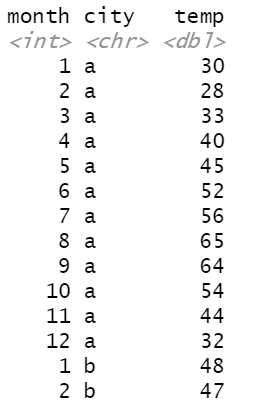 month city temp
<int> <chr> <dbl>
1 a 30
2 a 28
3 a 33
4 a 40
5 a 45
6 a 52
7 a 56
8 a 65
9 a 64
10 a 54
11 a 44
12 a 32
1 b 48
2 b 47